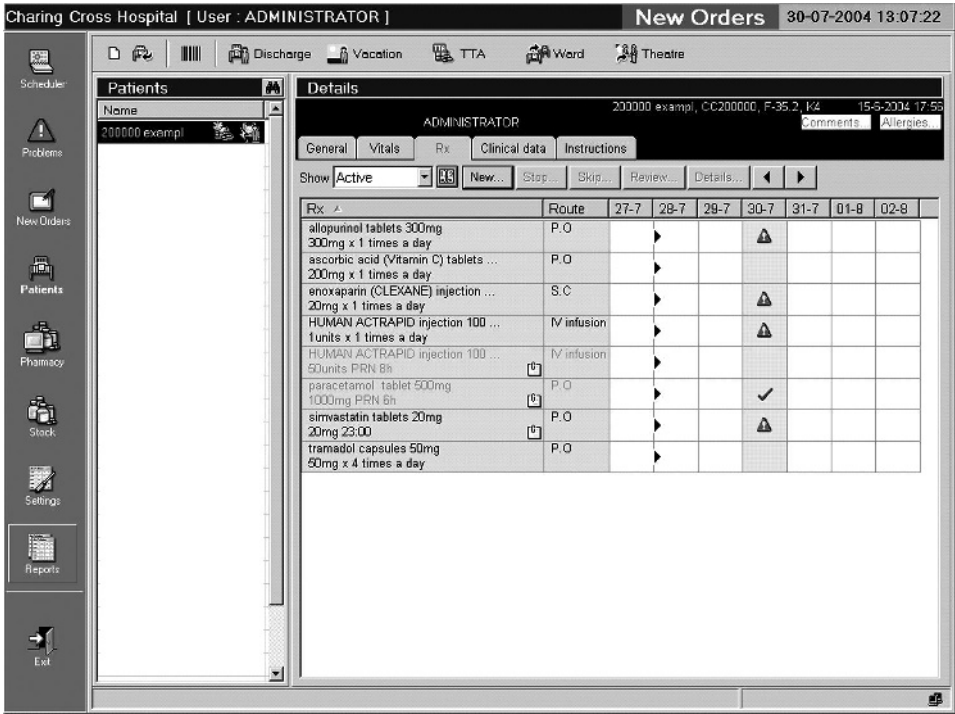 Charing Cross Hospital [ User : ADMINISTRATOR ] New Orders 30-07-2004 13:07:22
Discharge Vacation TTA Ward Theatre
Scheduler
Problems
New Orders
Patients
Pharmacy
Stock
Settings
Reports
Exit
Patients
Name
200000 exampl
Details
200000 exampl, CC200000, F-35.2, K4 15-6-2004 17:56
ADMINISTRATOR Comments... Allergies...
General Vitals Rx Clinical data Instructions
Show Active New... Stop... Skip... Review... Details...
Rx Route 27-7 28-7 29-7 30-7 31-7 01-8 02-8
allopurinol tablets 300mg P.O
300mg x 1 times a day
ascorbic acid (Vitamin C) tablets ... P.O
200mg x 1 times a day
enoxaparin (CLEXANE) injection ... S.C
20mg x 1 times a day
HUMAN ACTRAPID injection 100 ... IV infusion
1units x 1 times a day
HUMAN ACTRAPID injection 100 ... IV infusion
50units PRN 8h
paracetamol tablet 500mg P.O
1000mg PRN 6h
simvastatin tablets 20mg P.O
20mg 23:00
tramadol capsules 50mg P.O
50mg x 4 times a day